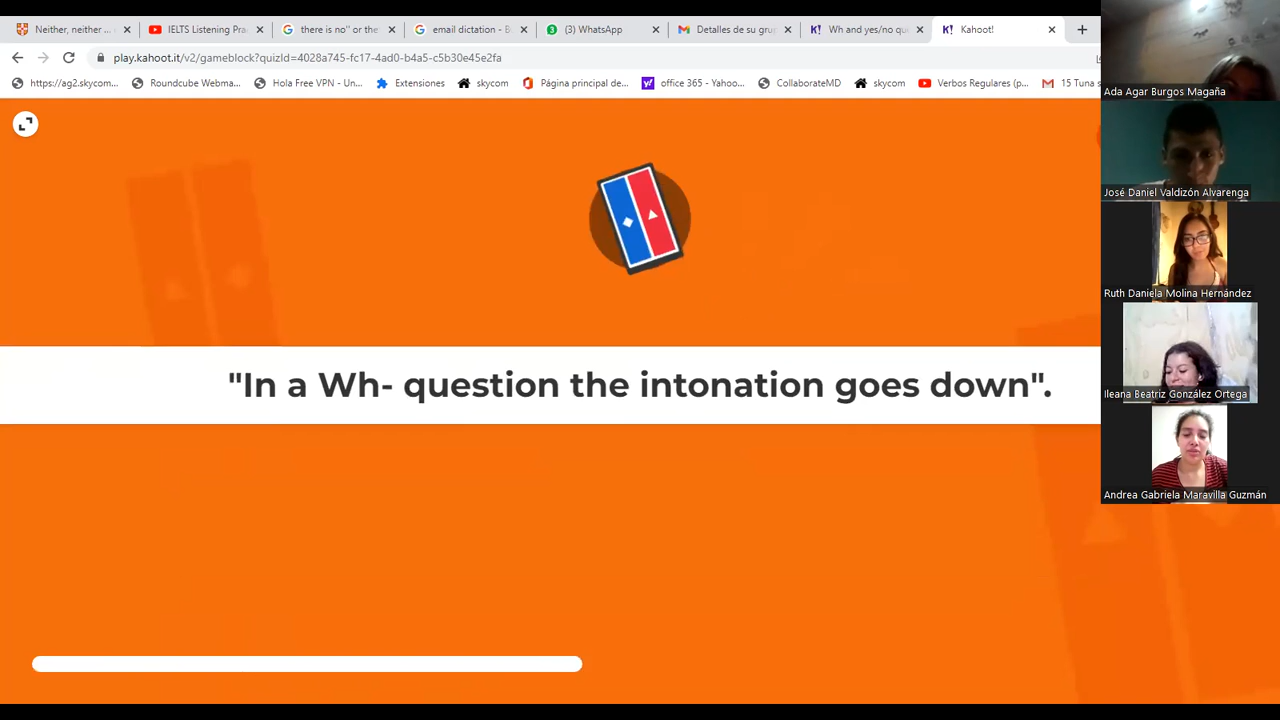 Neither, neither ... c
IELTS Listening Prac
there is no'' or the
email dictation - B
(3) WhatsApp
Detalles de su gru
Wh and yes/no qu
Kahoot!
play.kahoot.it/v2/gameblock?quizId=4028a745-fc17-4ad0-b4a5-c5b30e45e2fa
https://ag2.skycom...
Roundcube Webma...
Hola Free VPN - Un...
Extensiones
skycom
Página principal de...
office 365 - Yahoo...
CollaborateMD
skycom
Verbos Regulares (p...
15 Tuna s
Ada Agar Burgos Magaña
José Daniel Valdizón Alvarenga
Ruth Daniela Molina Hernández
"In a Wh- question the intonation goes down".
Ileana Beatriz González Ortega
Andrea Gabriela Maravilla Guzmán